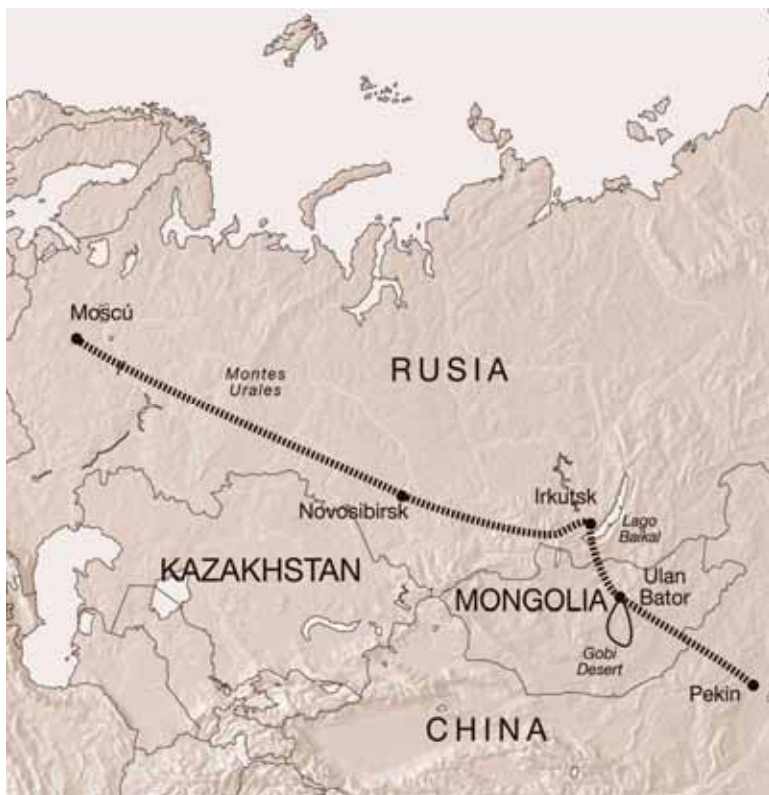 Moscú
Montes
Urales
RUSIA
Novosibirsk
Irkutsk
Lago
Baikal
KAZAKHSTAN
MONGOLIA
Ulan
Bator
Gobi
Desert
Pekin
CHINA